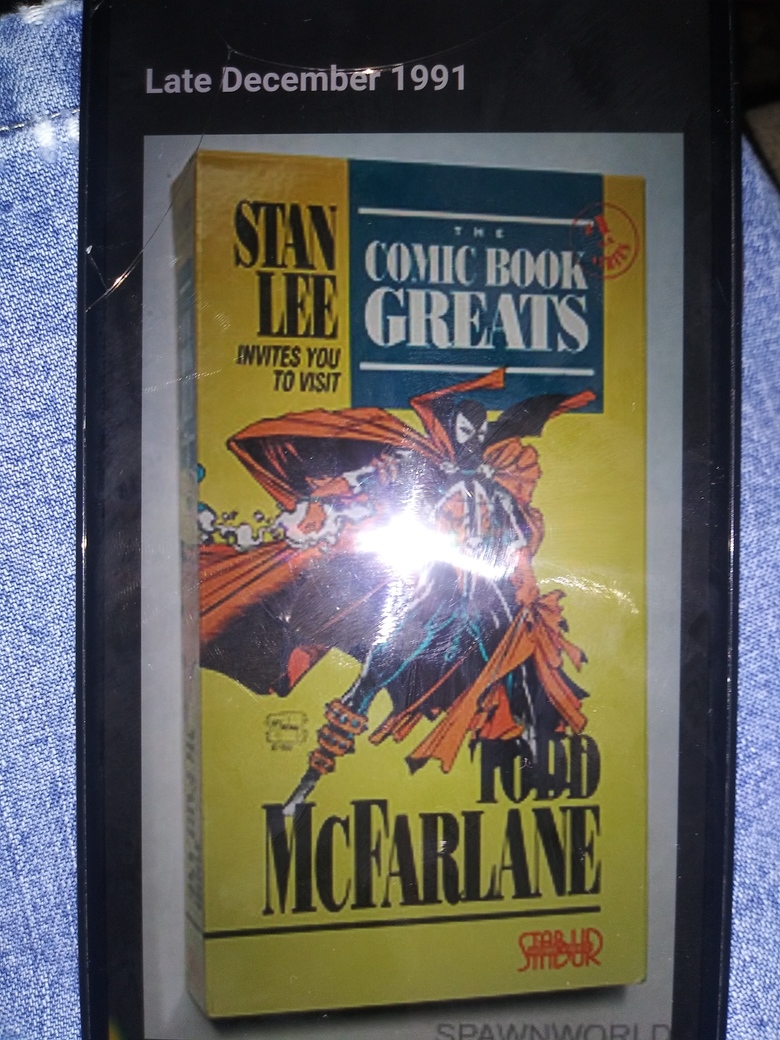 Late December 1991
STAN
LEE
INVITES YOU
TO VISIT
THE
COMIC BOOK
GREATS
TODD
McFARLANE
STABUR
SPAWNWORLD